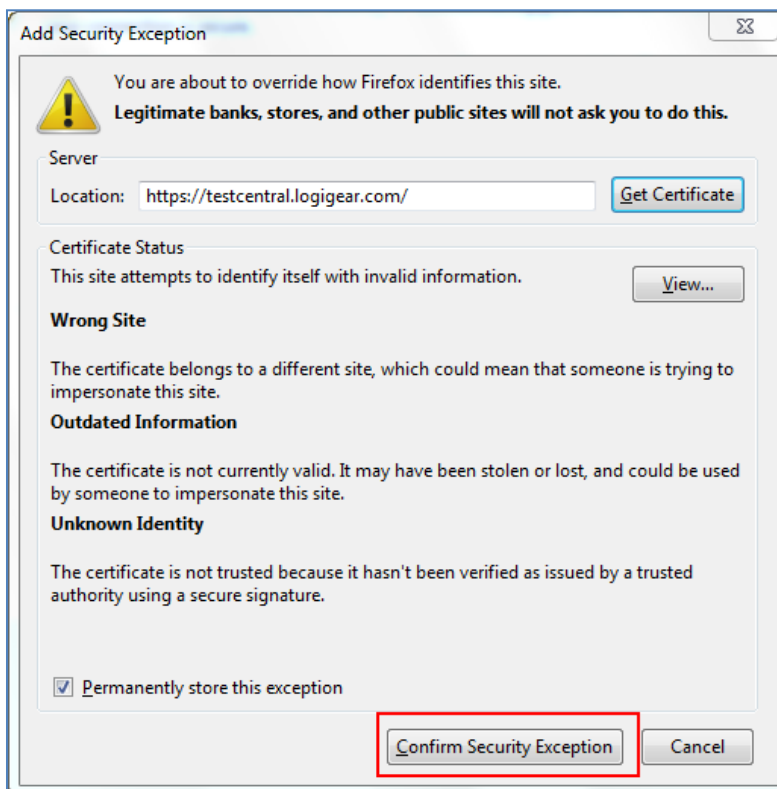 Add Security Exception
You are about to override how Firefox identifies this site.
Legitimate banks, stores, and other public sites will not ask you to do this.
Server
Location: https://testcentral.logigear.com/ Get Certificate
Certificate Status
This site attempts to identify itself with invalid information. View...
Wrong Site
The certificate belongs to a different site, which could mean that someone is trying to
impersonate this site.
Outdated Information
The certificate is not currently valid. It may have been stolen or lost, and could be used
by someone to impersonate this site.
Unknown Identity
The certificate is not trusted because it hasn't been verified as issued by a trusted
authority using a secure signature.
Permanently store this exception
Confirm Security Exception Cancel